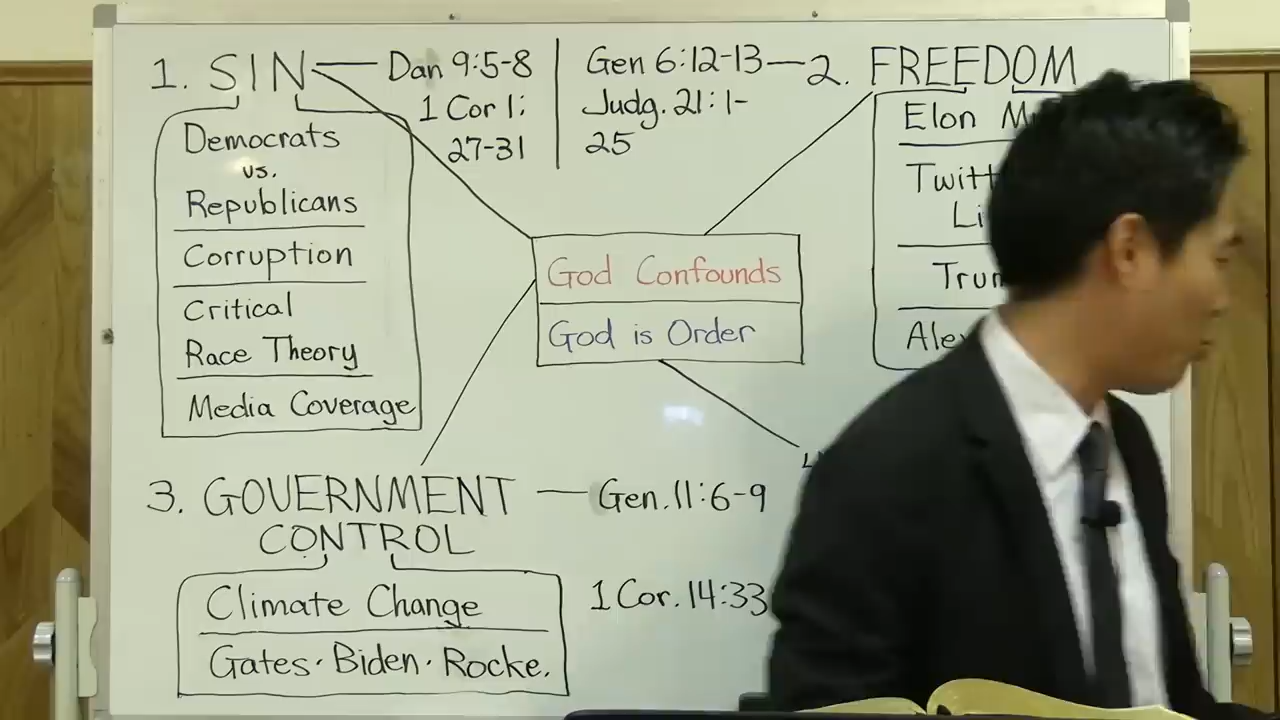 1. SIN
Dan 9:5-8
1 Cor 1:
27-31
Gen 6:12-13
Judg. 21:1-
25
2. FREEDOM
Democrats
vs.
Republicans
Corruption
Critical
Race Theory
Media Coverage
God Confounds
God is Order
Elon
3. GOVERNMENT
CONTROL
Gen. 11:6-9
1 Cor. 14:33
Climate Change
Gates · Biden · Rocke.